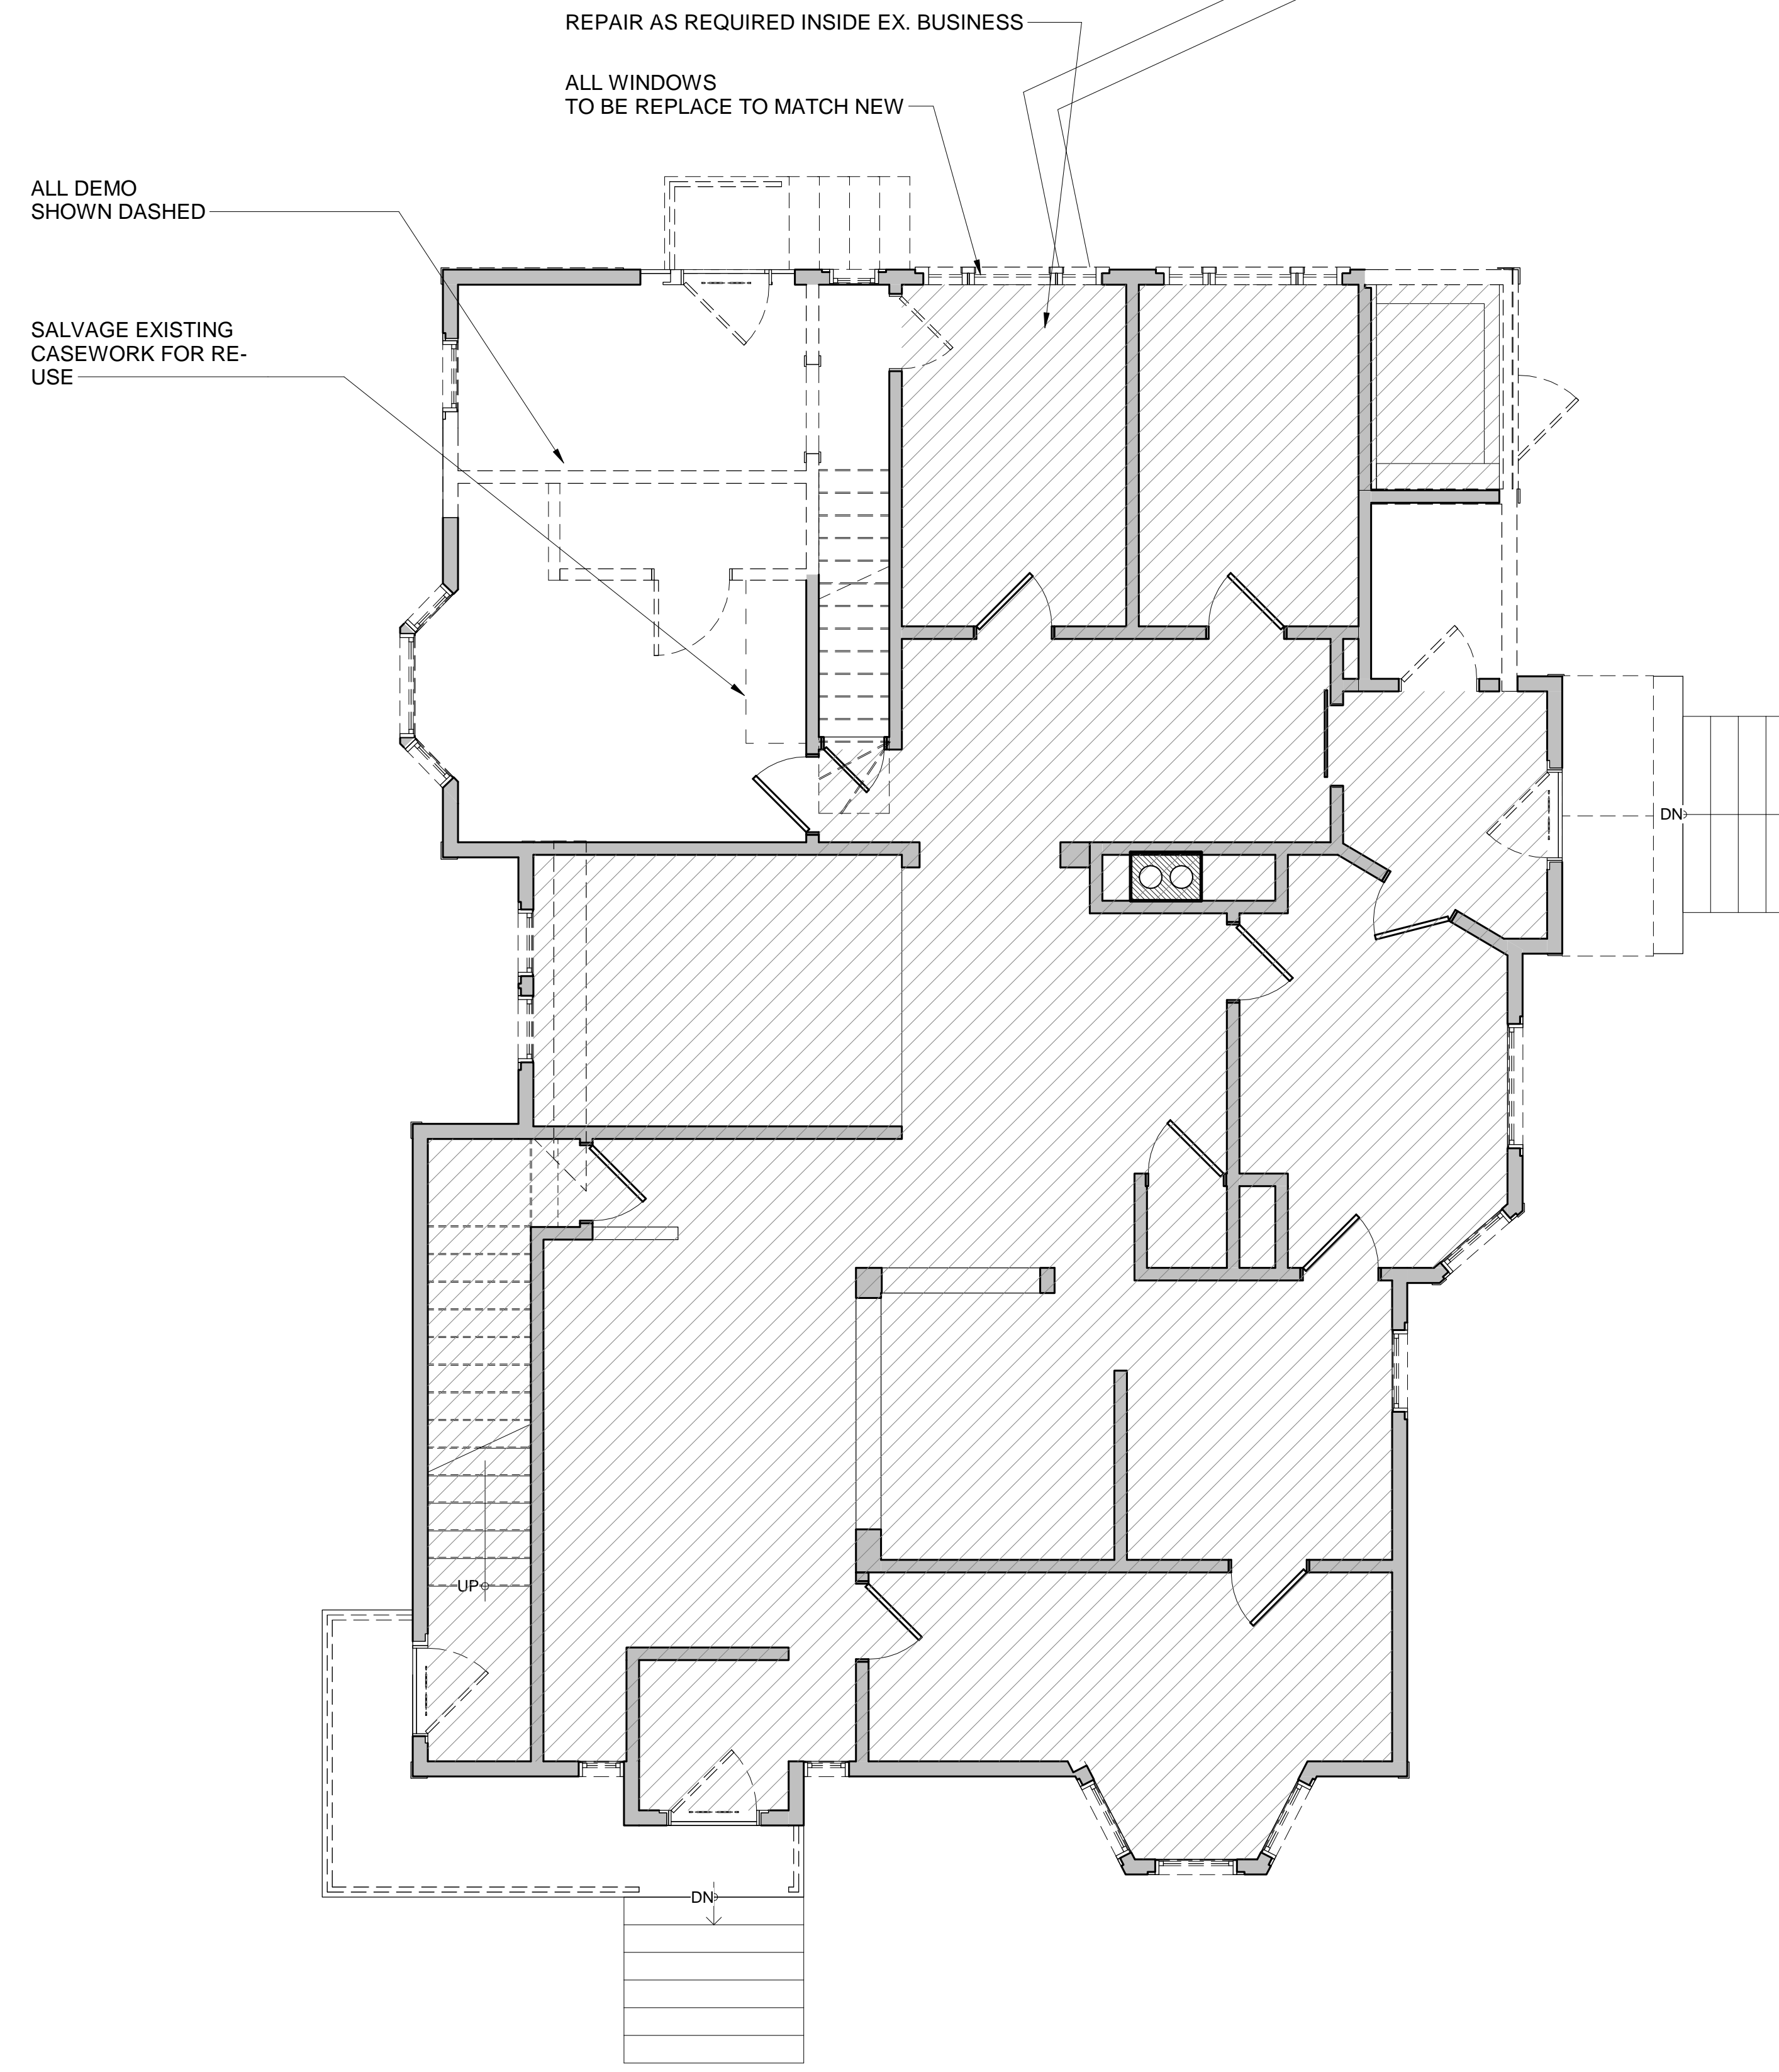 REPAIR AS REQUIRED INSIDE EX. BUSINESS
ALL WINDOWS
TO BE REPLACE TO MATCH NEW
ALL DEMO
SHOWN DASHED
SALVAGE EXISTING
CASEWORK FOR RE-
USE
DN
UP
DN